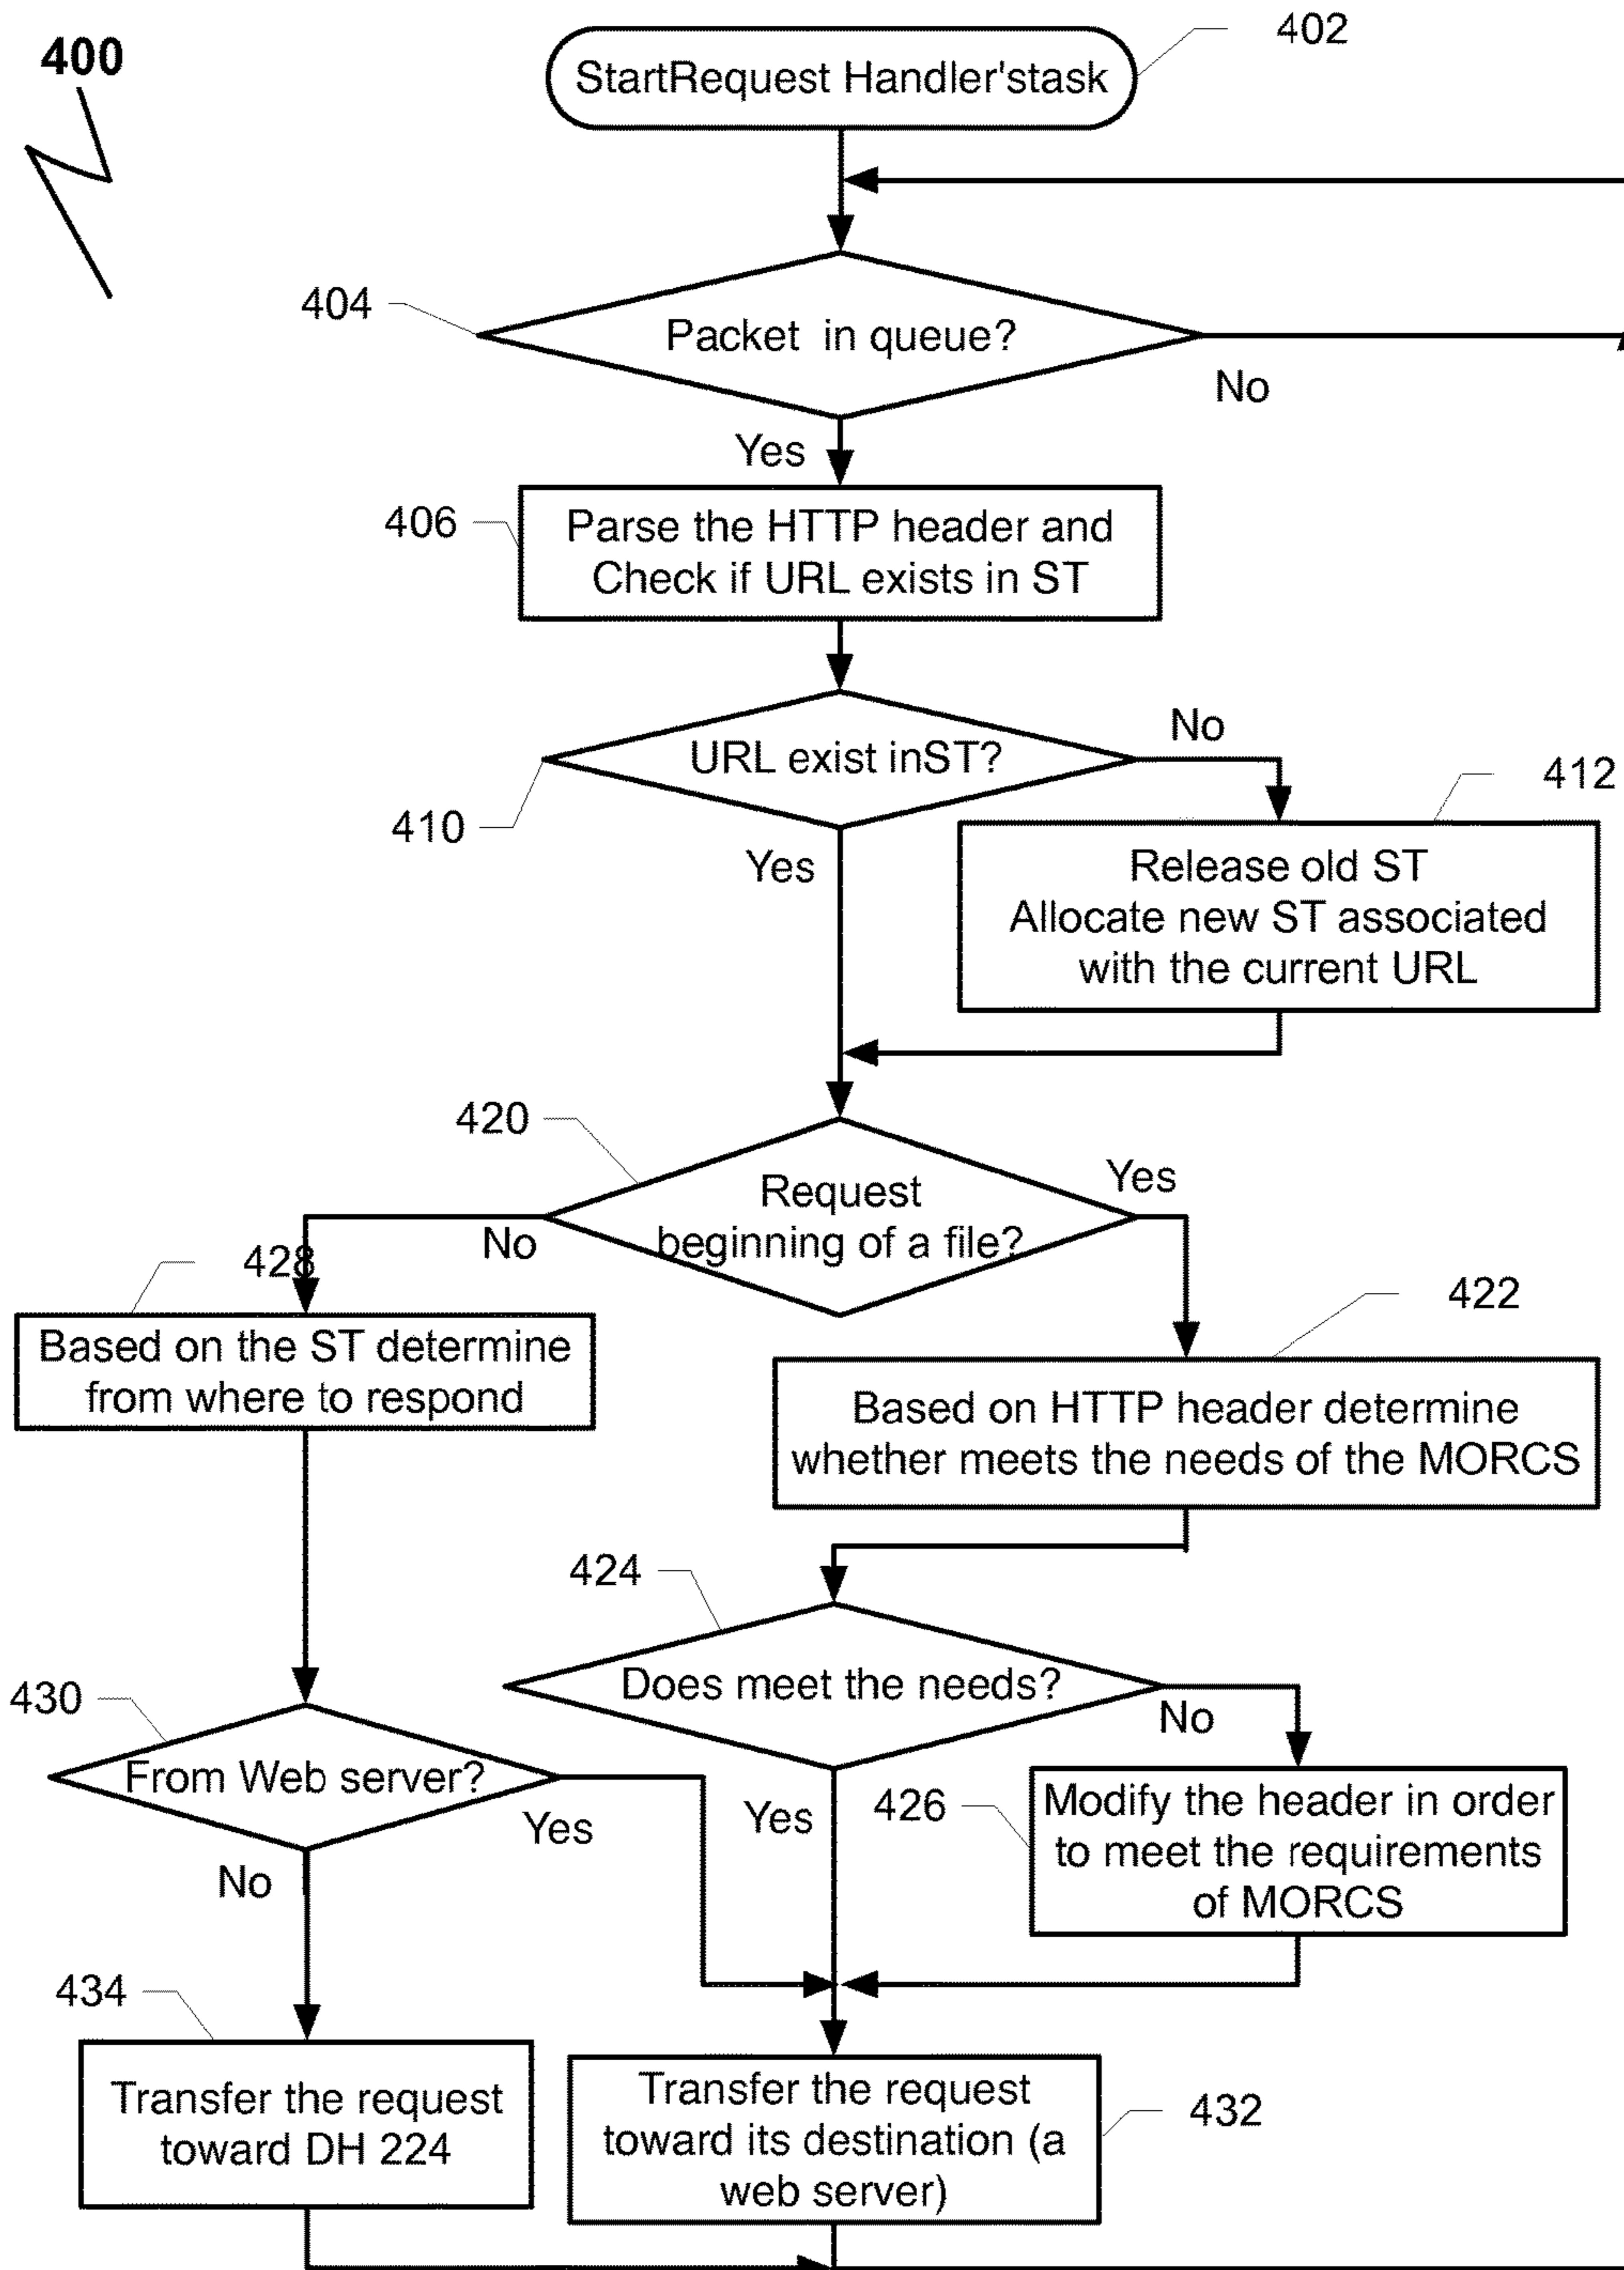 400
402
StartRequest Handler'stask
404
Packet in queue?
No
Yes
406
Parse the HTTP header and
Check if URL exists in ST
No
URL exist inST?
412
410
Yes
Release old ST
Allocate new ST associated
with the current URL
420
Yes
Request
beginning of a file?
No
428
422
Based on the ST determine
from where to respond
Based on HTTP header determine
whether meets the needs of the MORCS
424
Does meet the needs?
430
No
From Web server?
Yes
Yes
426
Modify the header in order
to meet the requirements
of MORCS
No
434
Transfer the request
toward DH 224
Transfer the request
toward its destination (a
web server)
432